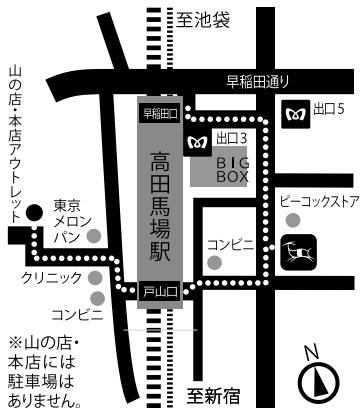 至池袋
早稲田通り
山の店・本店アウトレット
早稲田口
出口5
出口3
BIG
BOX
高田馬場駅
東京
メロン
パン
ピーコックストア
コンビニ
クリニック
戸山口
コンビニ
※山の店・
本店には
駐車場は
ありません。
至新宿
N